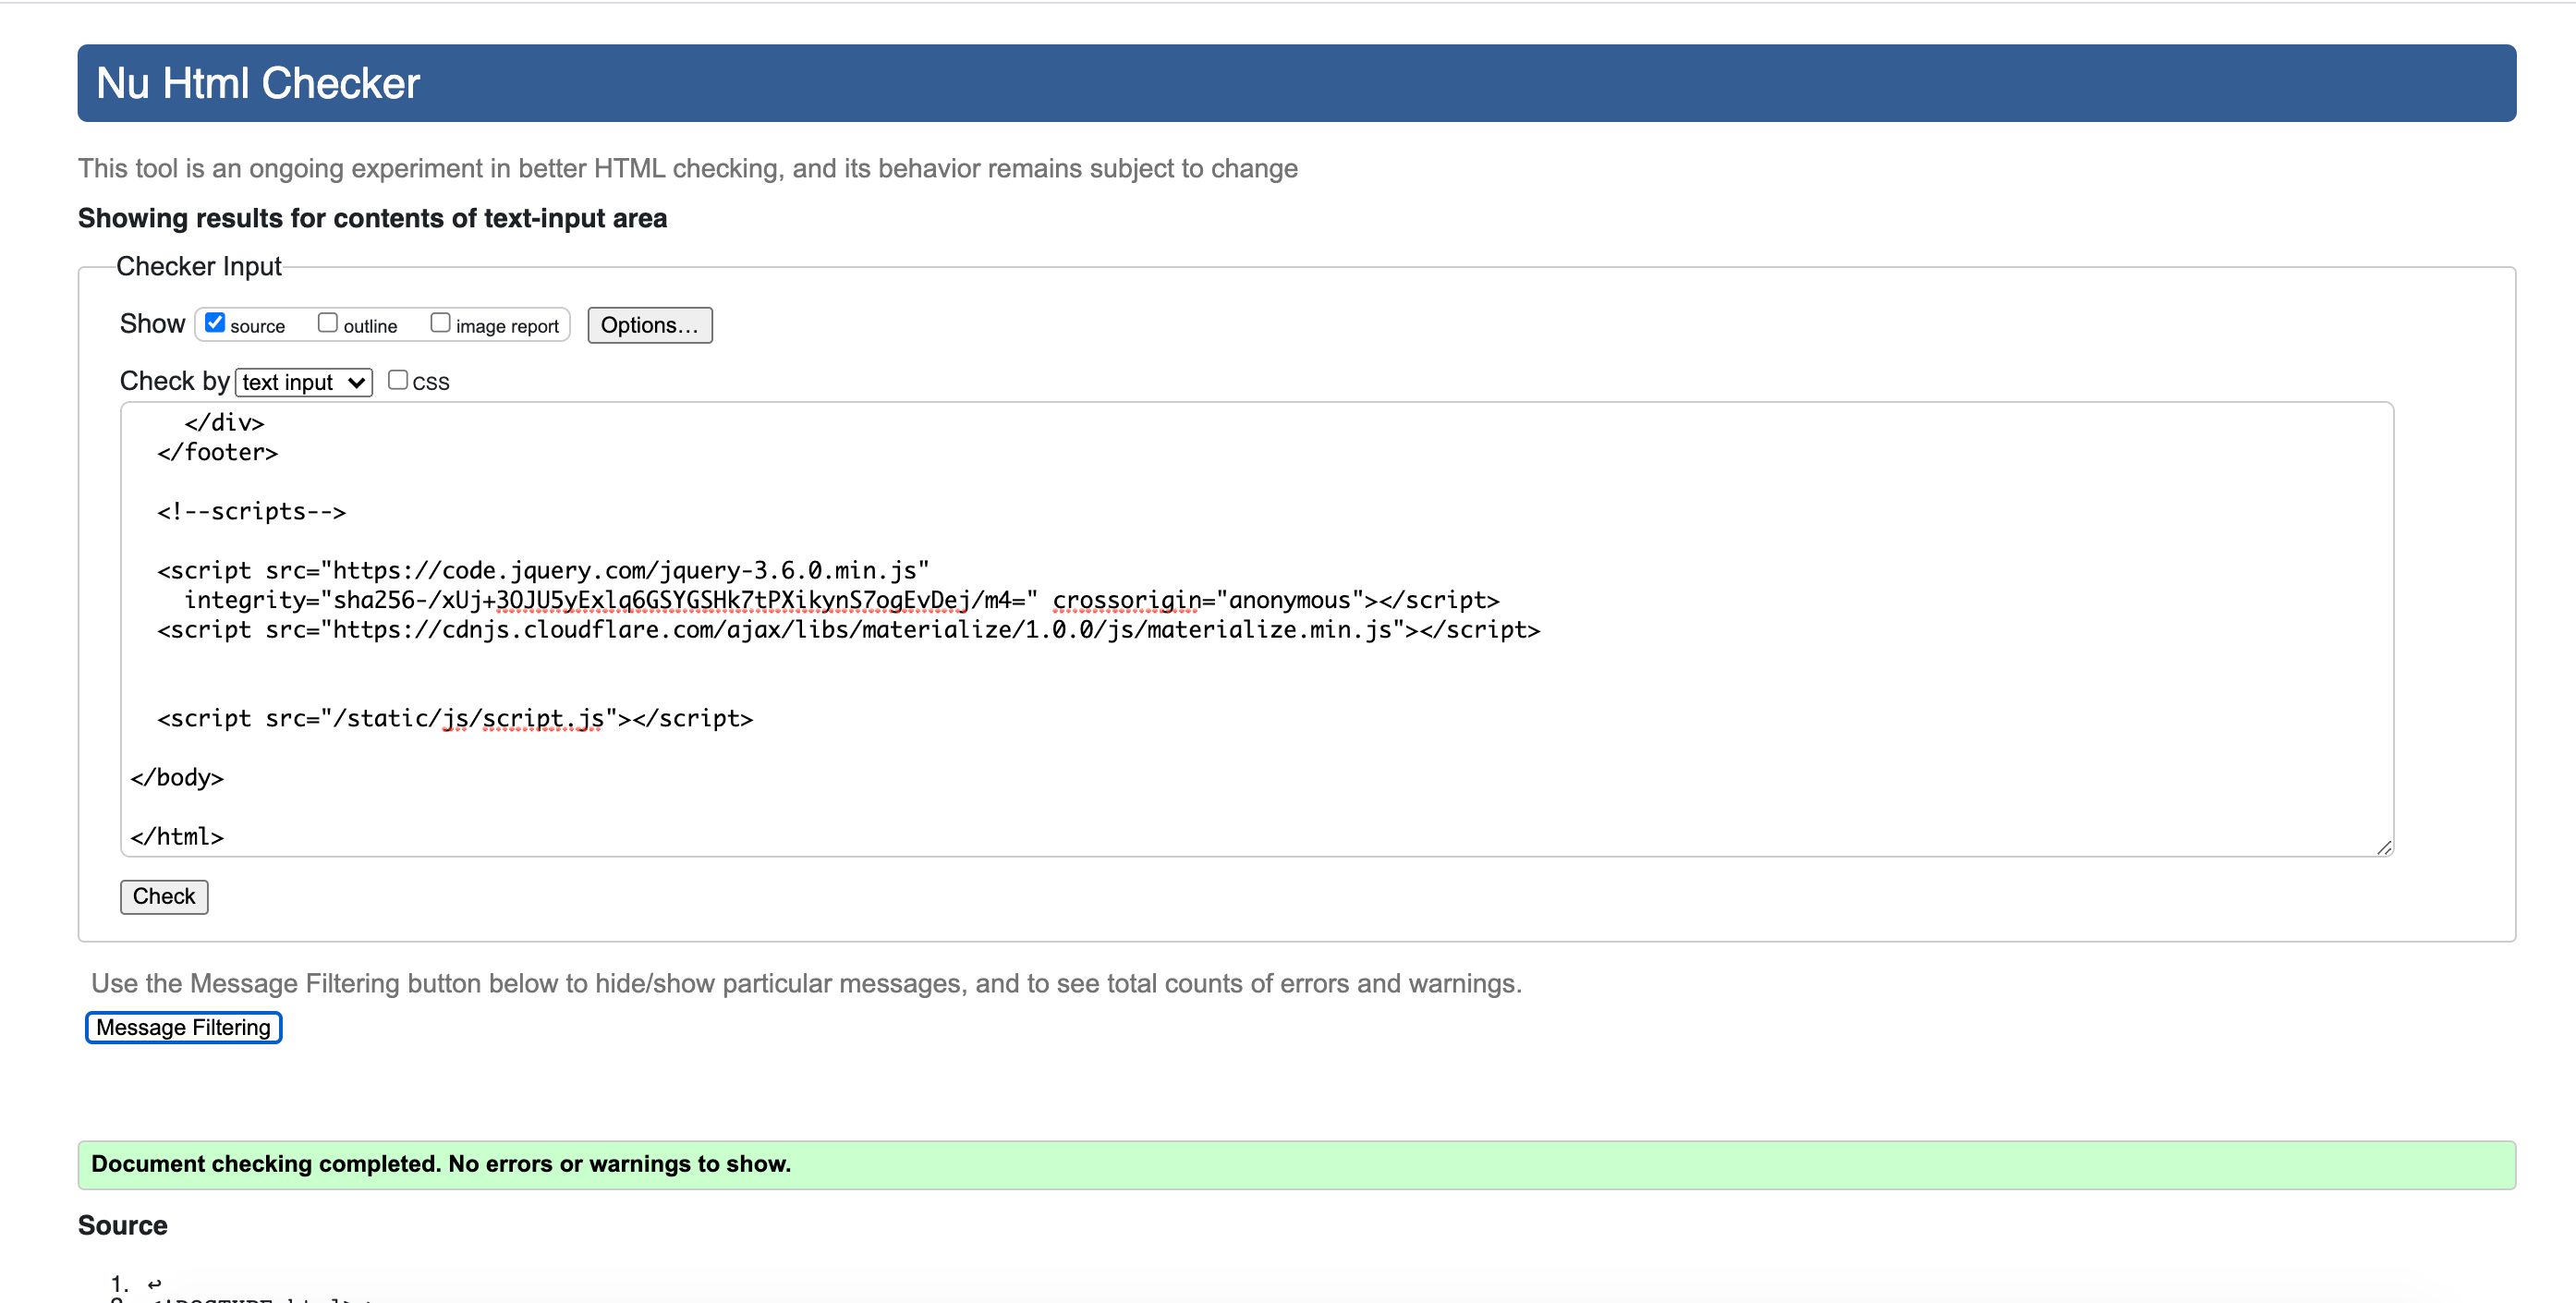 Nu Html Checker
This tool is an ongoing experiment in better HTML checking, and its behavior remains subject to change
Showing results for contents of text-input area
Checker Input
Show source outline image report Options...
Check by text input CSS
</div>
</footer>
<!--scripts-->
<script src="https://code.jquery.com/jquery-3.6.0.min.js"
integrity="sha256-/xUj+3OJU5yExlq6GSYGSHk7tPXikynS7ogEvDej/m4=" crossorigin="anonymous"></script>
<script src="https://cdnjs.cloudflare.com/ajax/libs/materialize/1.0.0/js/materialize.min.js"></script>
<script src="/static/js/script.js"></script>
</body>
</html>
Check
Use the Message Filtering button below to hide/show particular messages, and to see total counts of errors and warnings.
Message Filtering
Document checking completed. No errors or warnings to show.
Source
1. ↩